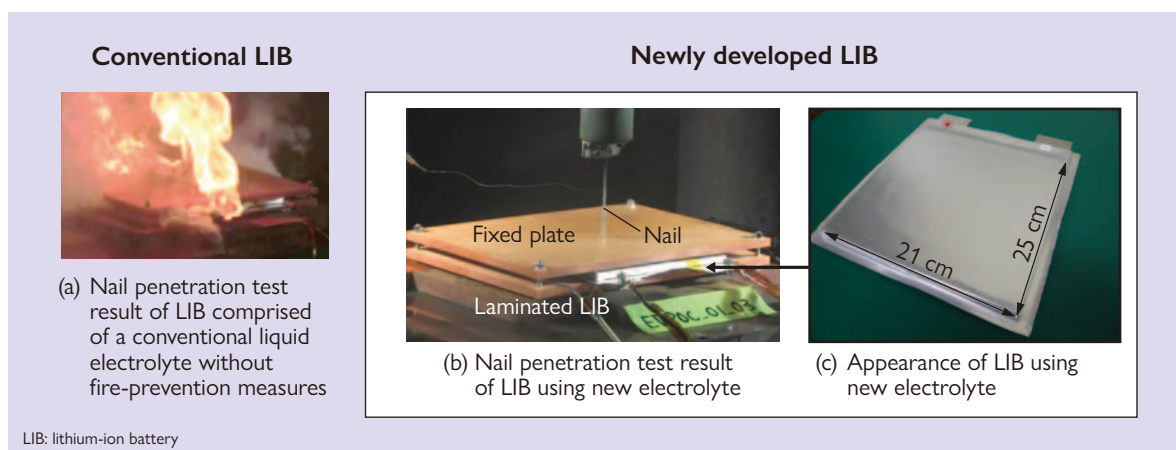 Conventional LIB
Newly developed LIB
Fixed plate
Nail
Laminated LIB
21 cm
25 cm
(a) Nail penetration test
result of LIB comprised
of a conventional liquid
electrolyte without
fire-prevention measures
(b) Nail penetration test result
of LIB using new electrolyte
(c) Appearance of LIB using
new electrolyte
LIB: lithium-ion battery